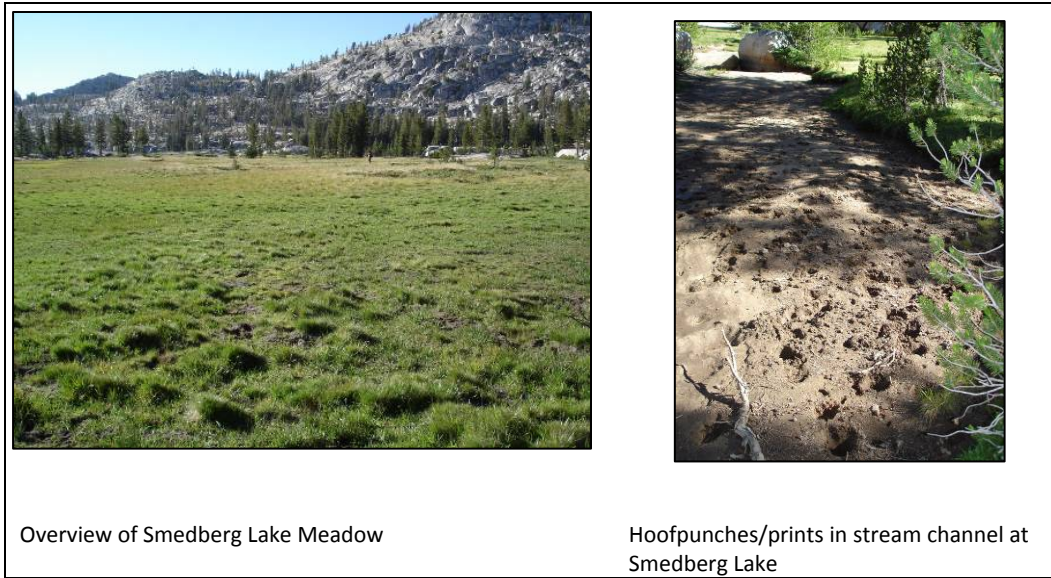 Overview of Smedberg Lake Meadow
Hoofpunches/prints in stream channel at
Smedberg Lake